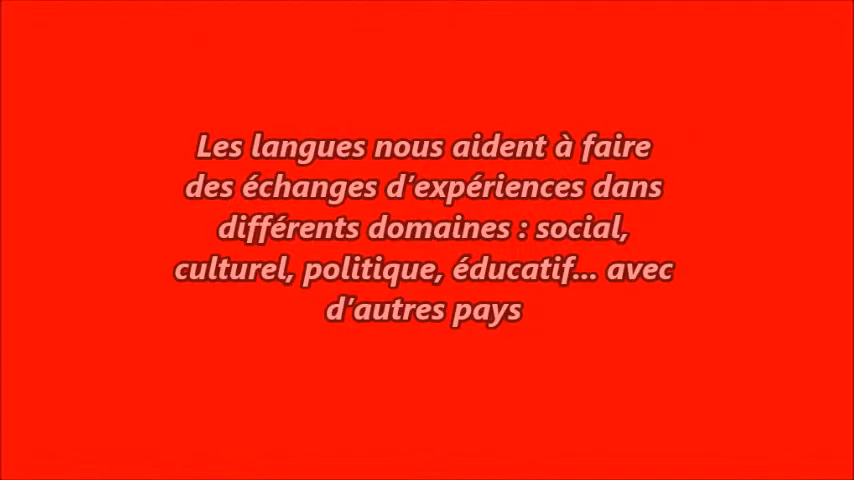 Les langues nous aident à faire
des échanges d’expériences dans
différents domaines : social,
culturel, politique, éducatif... avec
d’autres pays